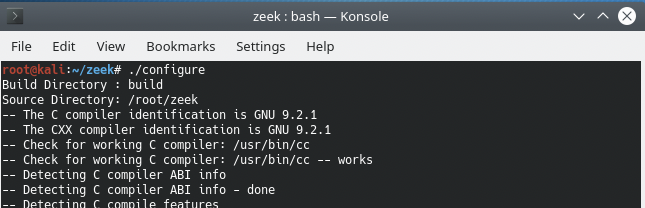 zeek : bash — Konsole
File Edit View Bookmarks Settings Help
root@kali:~/zeek# ./configure
Build Directory : build
Source Directory: /root/zeek
-- The C compiler identification is GNU 9.2.1
-- The CXX compiler identification is GNU 9.2.1
-- Check for working C compiler: /usr/bin/cc
-- Check for working C compiler: /usr/bin/cc -- works
-- Detecting C compiler ABI info
-- Detecting C compiler ABI info - done
-- Detecting C compile features